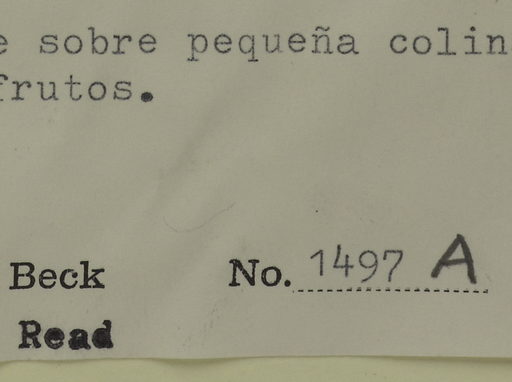 e sobre pequeña colin
frutos.
Beck No. 1497 A
Read